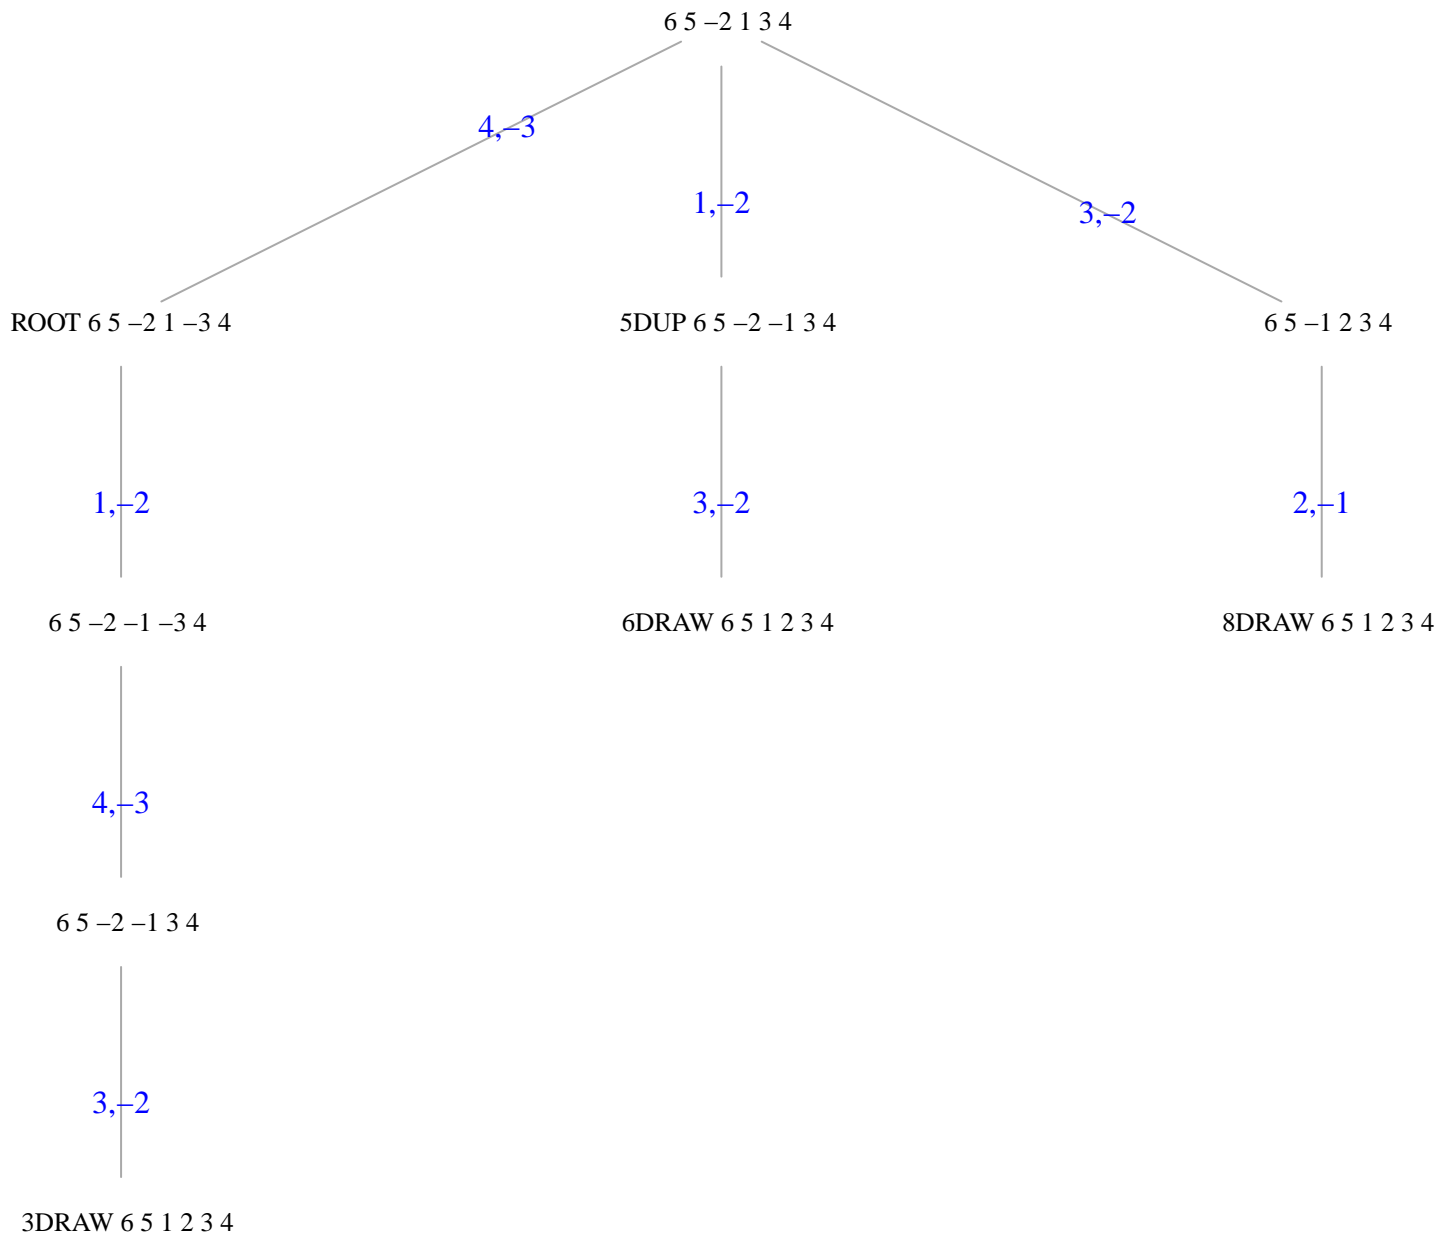 6 5 –2 1 3 4
4,–3
1,–2
3,–2
ROOT 6 5 –2 1 –3 4
5DUP 6 5 –2 –1 3 4
6 5 –1 2 3 4
1,–2
3,–2
2,–1
6 5 –2 –1 –3 4
6DRAW 6 5 1 2 3 4
8DRAW 6 5 1 2 3 4
4,–3
6 5 –2 –1 3 4
3,–2
3DRAW 6 5 1 2 3 4